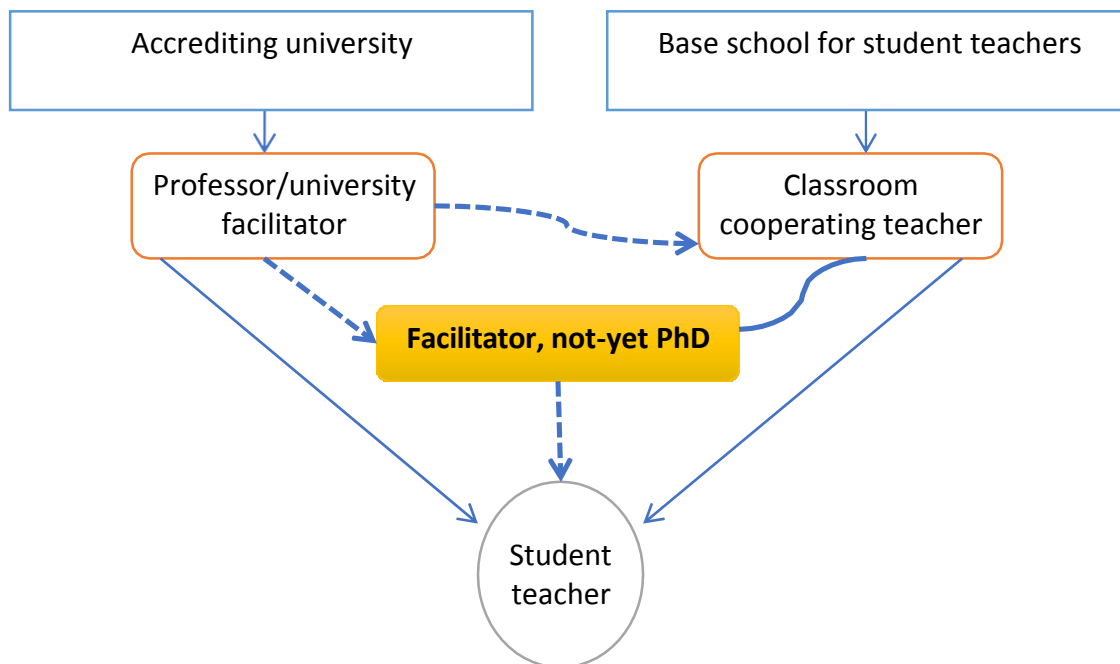 Accrediting university
Base school for student teachers
Professor/university
facilitator
Classroom
cooperating teacher
Facilitator, not-yet PhD
Student
teacher